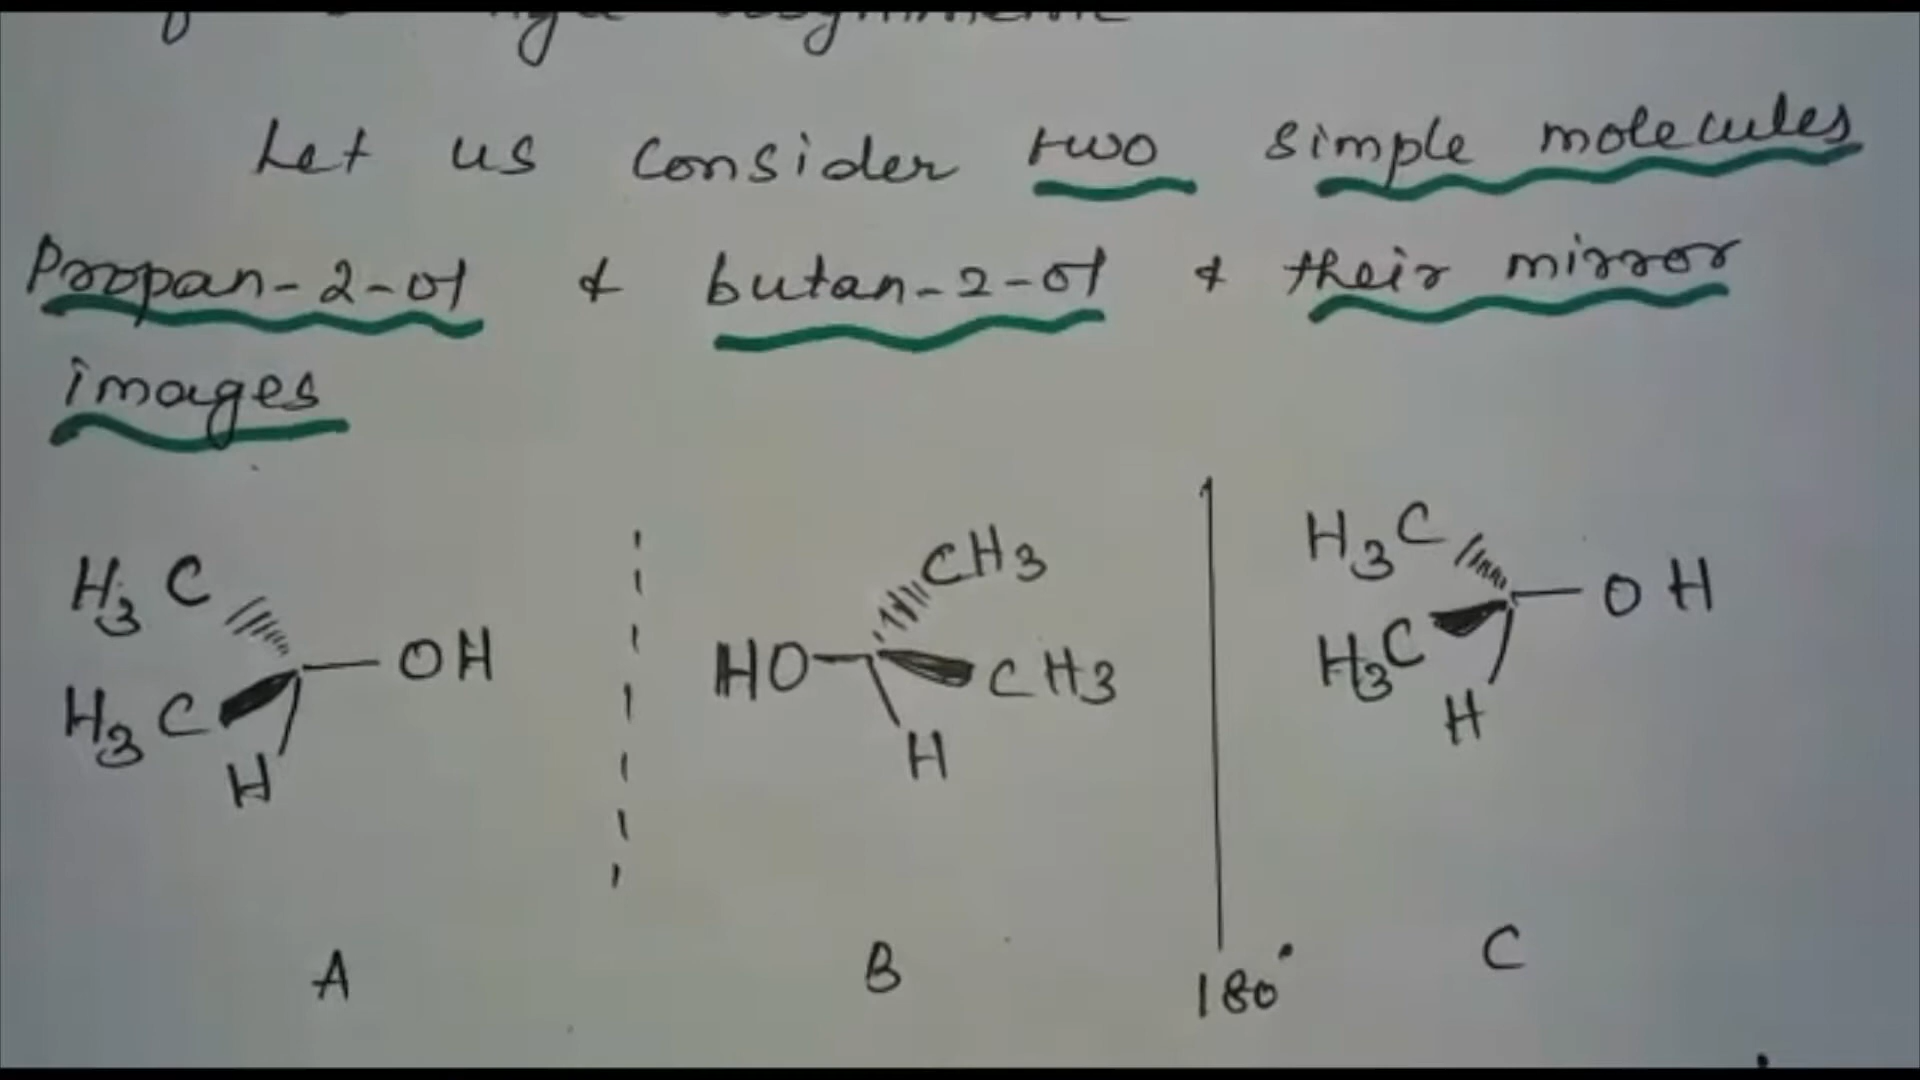 Let us consider two simple molecules
Propan-2-ol & butan-2-ol & their mirror
images
H3C
H3C
H
OH
A
CH3
HO
CH3
H
B
180°
H3C
H3C
H
OH
C